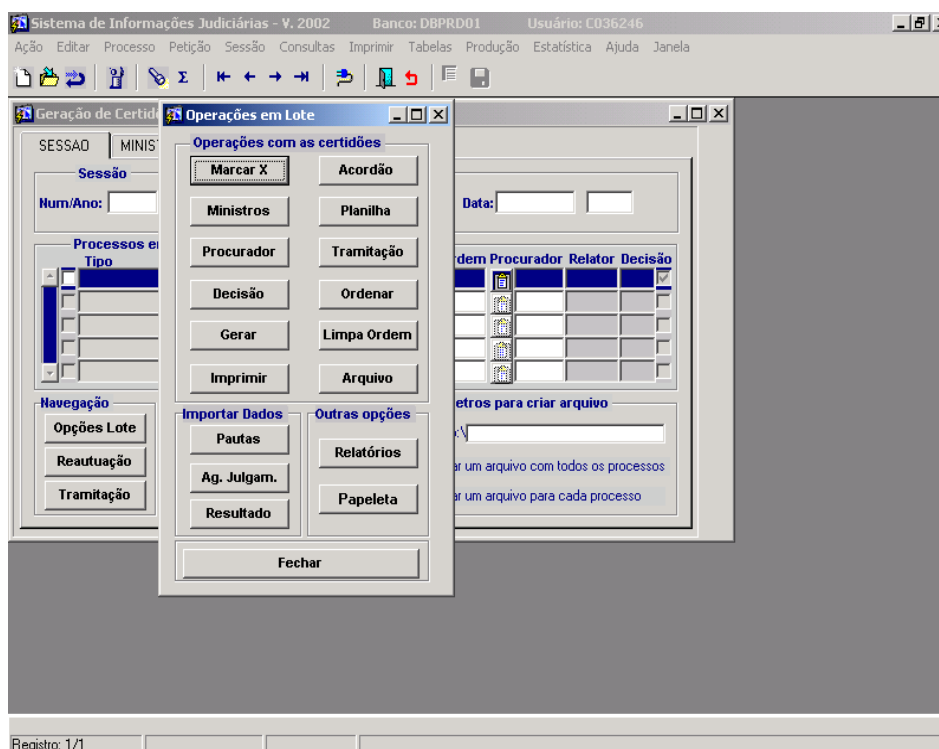 Sistema de Informações Judiciárias - V. 2002 Banco: DBPRD01 Usuário: C036246
Ação Editar Processo Petição Sessão Consultas Imprimir Tabelas Produção Estatística Ajuda Janela
Geração de Certid
Operações em Lote
SESSAO MINIS
Operações com as certidões
Sessão
Marcar X Acordão
Num/Ano: Data:
Ministros Planilha
Processos e
Tipo
Procurador Tramitação
dem Procurador Relator Decisão
Decisão Ordenar
Gerar Limpa Ordem
Imprimir Arquivo
Navegação
Importar Dados Outras opções
etros para criar arquivo
Opções Lote
Pautas
:\
Reautuação
Relatórios
ar um arquivo com todos os processos
Ag. Julgam.
Tramitação
Papeleta
ar um arquivo para cada processo
Resultado
Fechar
Registro: 1/1